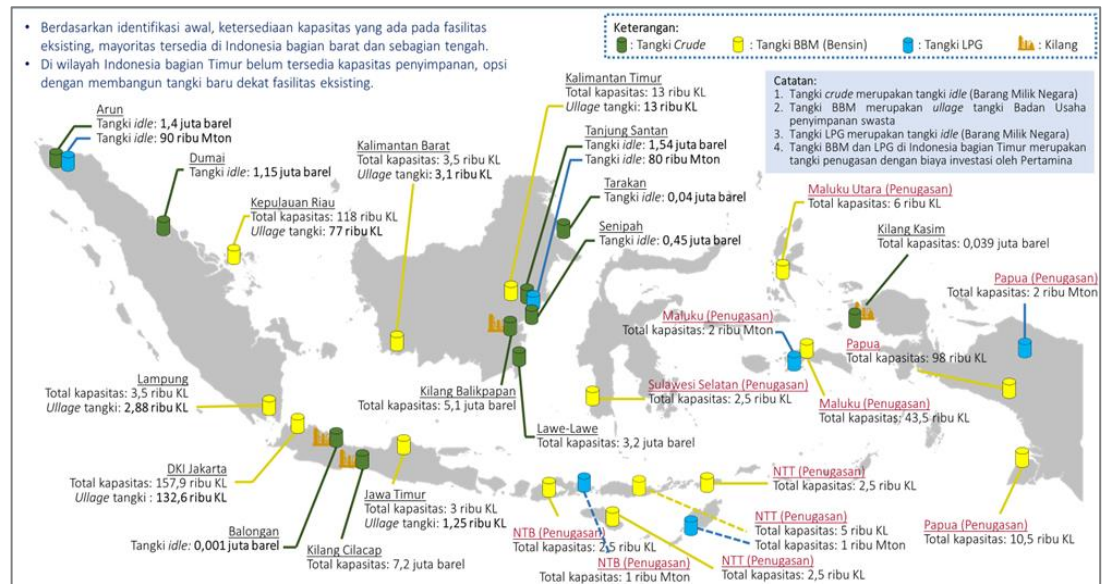 • Berdasarkan identifikasi awal, ketersediaan kapasitas yang ada pada fasilitas
eksisting, mayoritas tersedia di Indonesia bagian barat dan sebagian tengah.
• Di wilayah Indonesia bagian Timur belum tersedia kapasitas penyimpanan, opsi
dengan membangun tangki baru dekat fasilitas eksisting.
Keterangan:
: Tangki Crude
: Tangki BBM (Bensin)
: Tangki LPG
: Kilang
Catatan:
1. Tangki crude merupakan tangki idle (Barang Milik Negara)
2. Tangki BBM merupakan ullage tangki Badan Usaha
penyimpanan swasta
3. Tangki LPG merupakan tangki idle (Barang Milik Negara)
4. Tangki BBM dan LPG di Indonesia bagian Timur merupakan
tangki penugasan dengan biaya investasi oleh Pertamina
Arun
Tangki idle: 1,4 juta barel
Tangki idle: 90 ribu Mton
Dumai
Tangki idle: 1,15 juta barel
Kepulauan Riau
Total kapasitas: 118 ribu KL
Ullage tangki: 77 ribu KL
Kalimantan Barat
Total kapasitas: 3,5 ribu KL
Ullage tangki: 3,1 ribu KL
Kalimantan Timur
Total kapasitas: 13 ribu KL
Ullage tangki: 13 ribu KL
Tanjung Santan
Tangki idle: 1,54 juta barel
Tangki idle: 80 ribu Mton
Tarakan
Tangki idle: 0,04 juta barel
Senipah
Tangki idle: 0,45 juta barel
Maluku Utara (Penugasan)
Total kapasitas: 6 ribu KL
Kilang Kasim
Total kapasitas: 0,039 juta barel
Papua (Penugasan)
Total kapasitas: 2 ribu Mton
Maluku (Penugasan)
Total kapasitas: 2 ribu Mton
Papua
Total kapasitas: 98 ribu KL
Lampung
Total kapasitas: 3,5 ribu KL
Ullage tangki: 2,88 ribu KL
Kilang Balikpapan
Total kapasitas: 5,1 juta barel
Sulawesi Selatan (Penugasan)
Total kapasitas: 2,5 ribu KL
Maluku (Penugasan)
Total kapasitas: 43,5 ribu KL
Lawe-Lawe
Total kapasitas: 3,2 juta barel
DKI Jakarta
Total kapasitas: 157,9 ribu KL
Ullage tangki : 132,6 ribu KL
Jawa Timur
Total kapasitas: 3 ribu KL
Ullage tangki: 1,25 ribu KL
NTT (Penugasan)
Total kapasitas: 2,5 ribu KL
Balongan
Tangki idle: 0,001 juta barel
Kilang Cilacap
Total kapasitas: 7,2 juta barel
NTB (Penugasan)
Total kapasitas: 2,5 ribu KL
NTB (Penugasan)
Total kapasitas: 1 ribu Mton
NTT (Penugasan)
Total kapasitas: 5 ribu KL
Total kapasitas: 1 ribu Mton
NTT (Penugasan)
Total kapasitas: 2,5 ribu KL
Papua (Penugasan)
Total kapasitas: 10,5 ribu KL